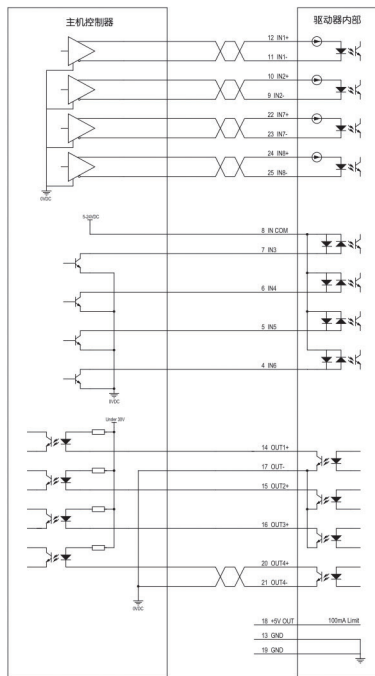 主机控制器
驱动器内部
12 IN1+
11 IN1-
10 IN2+
9 IN2-
22 IN7+
23 IN7-
24 IN8+
25 IN8-
0VDC
5-24VDC
8 IN COM
7 IN3
6 IN4
5 IN5
4 IN6
0VDC
Under 30V
14 OUT1+
17 OUT-
15 OUT2+
16 OUT3+
20 OUT4+
21 OUT4-
0VDC
18 +5V OUT
100mA Limit
13 GND
19 GND